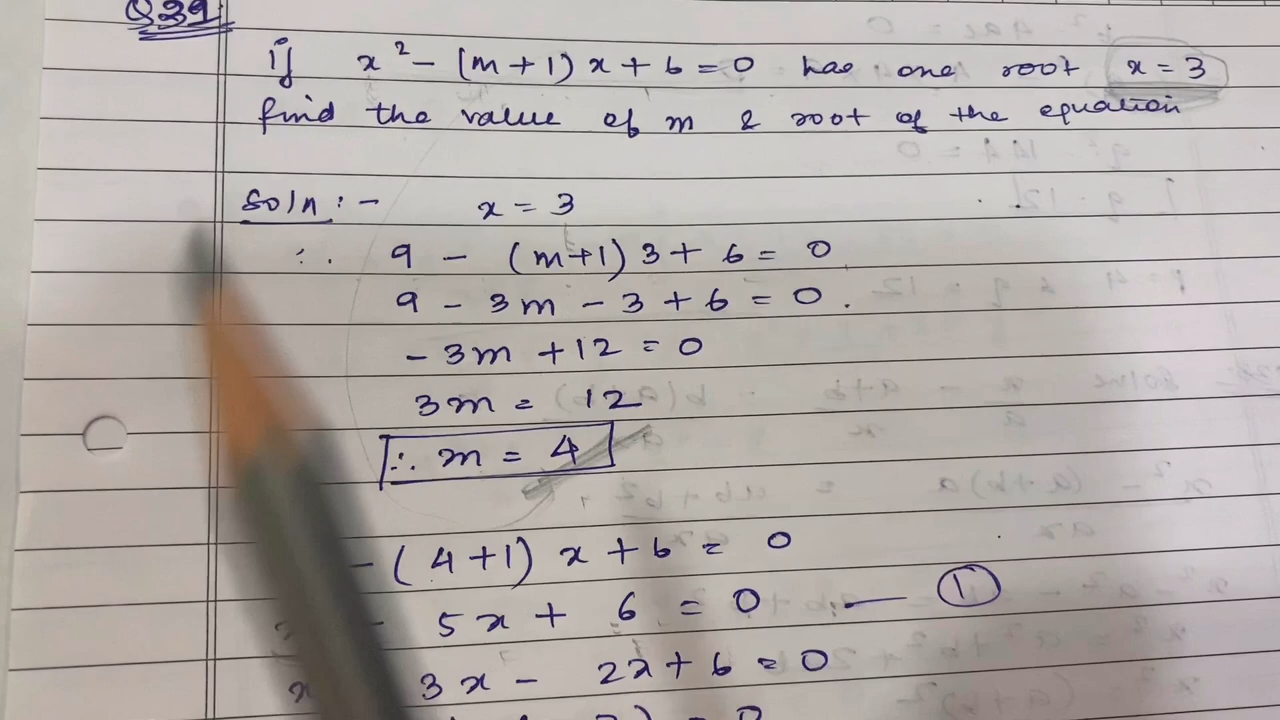 Q39
If x² - (m+1) x + 6 = 0 has one root x = 3
find the value of m & root of the equation
Soln :- x = 3
∴ 9 - (m+1) 3 + 6 = 0
9 - 3m - 3 + 6 = 0.
- 3m + 12 = 0
3m = 12
∴ m = 4
- (4+1) x + 6 = 0
- 5x + 6 = 0 — 1
3x - 2x + 6 = 0